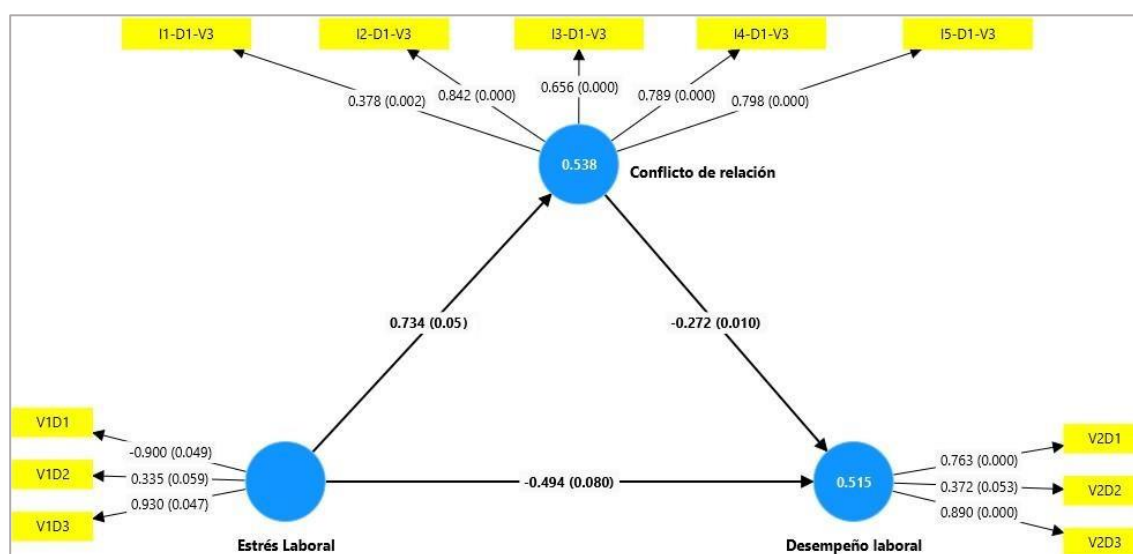 I1-D1-V3 I2-D1-V3 I3-D1-V3 I4-D1-V3 I5-D1-V3
0.378 (0.002) 0.842 (0.000) 0.656 (0.000) 0.789 (0.000) 0.798 (0.000)
0.538
Conflicto de relación
0.734 (0.05) -0.272 (0.010)
V1D1
-0.900 (0.049)
V1D2
0.335 (0.059)
V1D3
0.930 (0.047)
Estrés Laboral
-0.494 (0.080)
0.515
Desempeño laboral
V2D1
0.763 (0.000)
V2D2
0.372 (0.053)
V2D3
0.890 (0.000)